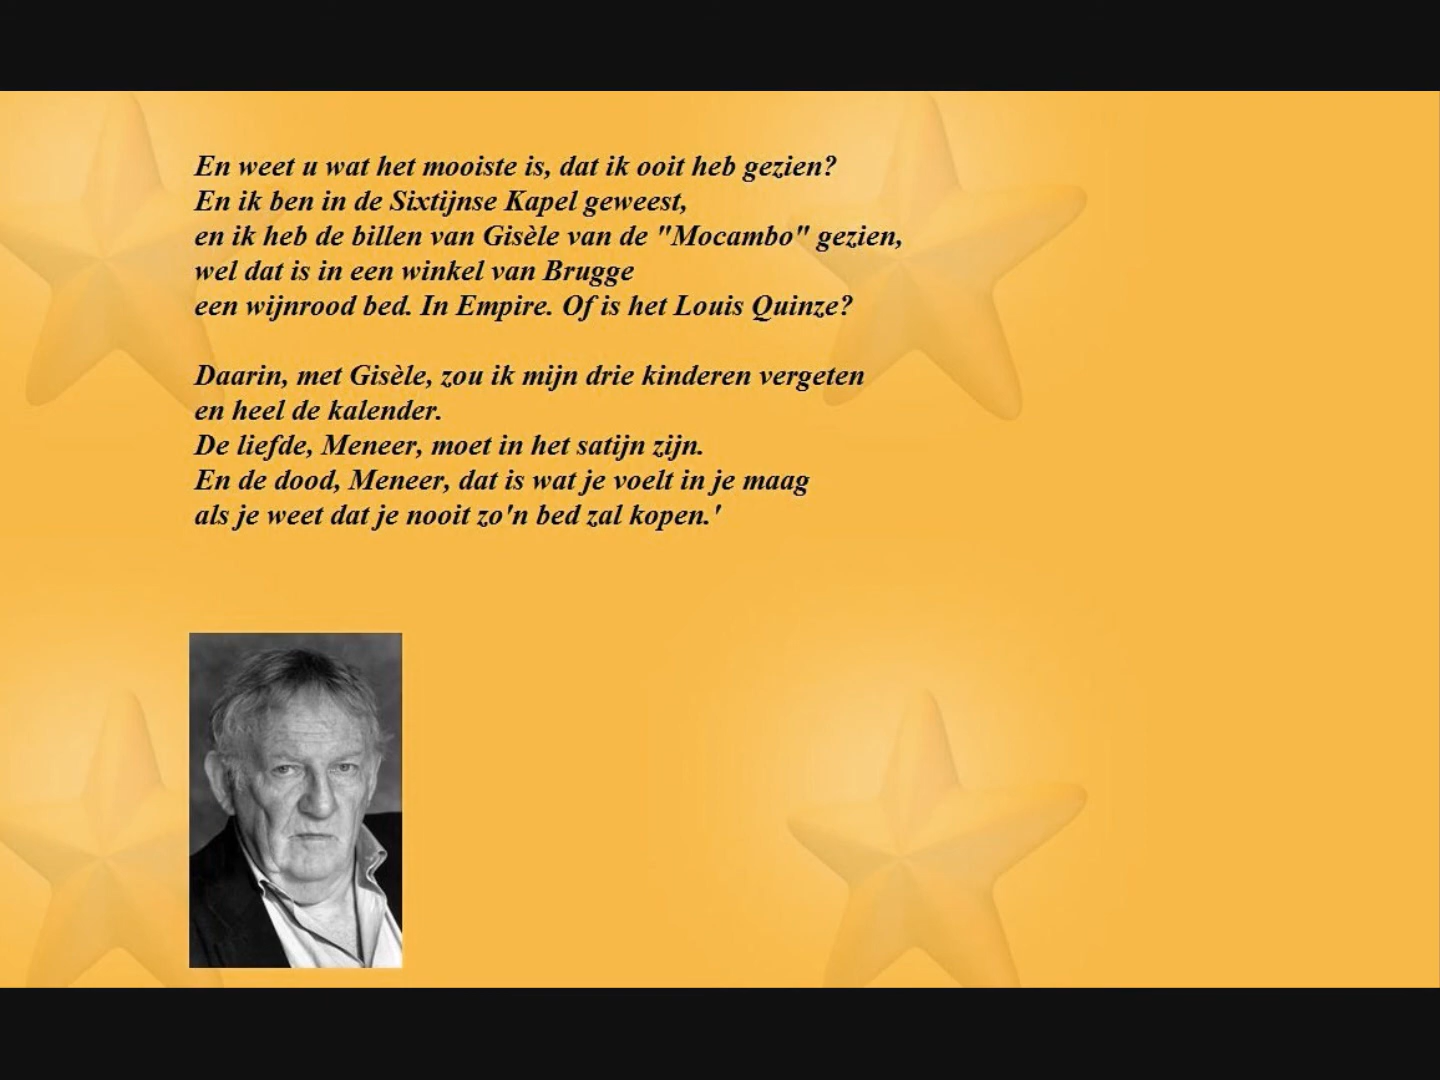 En weet u wat het mooiste is, dat ik ooit heb gezien?
En ik ben in de Sixtijnse Kapel geweest,
en ik heb de billen van Gisèle van de "Mocambo" gezien,
wel dat is in een winkel van Brugge
een wijnrood bed. In Empire. Of is het Louis Quinze?
Daarin, met Gisèle, zou ik mijn drie kinderen vergeten
en heel de kalender.
De liefde, Meneer, moet in het satijn zijn.
En de dood, Meneer, dat is wat je voelt in je maag
als je weet dat je nooit zo'n bed zal kopen.'